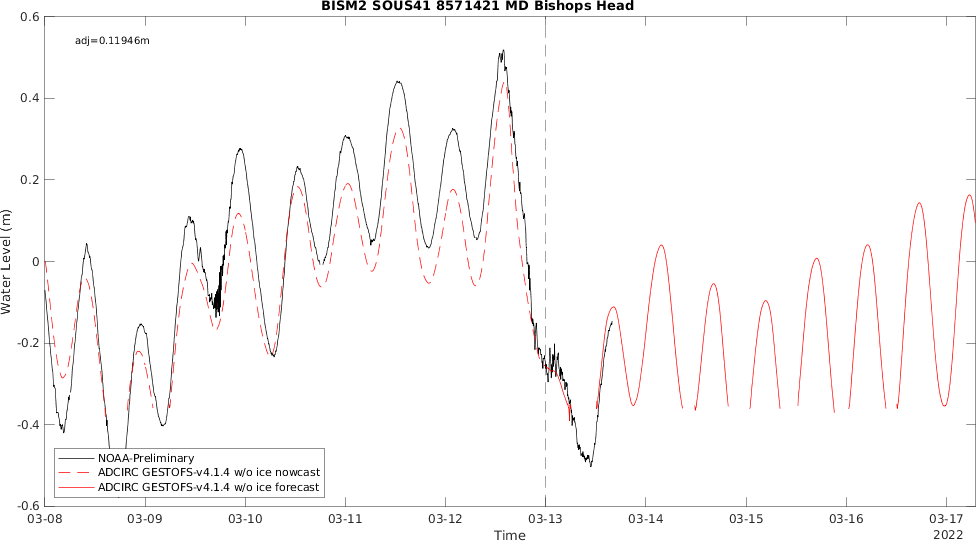 BISM2 SOUS41 8571421 MD Bishops Head
adj=0.11946m
0.6
0.4
0.2
0
-0.2
-0.4
-0.6
Water Level (m)
NOAA-Preliminary
ADCIRC GESTOFS-v4.1.4 w/o ice nowcast
ADCIRC GESTOFS-v4.1.4 w/o ice forecast
03-08 03-09 03-10 03-11 03-12 03-13 03-14 03-15 03-16 03-17
Time
2022